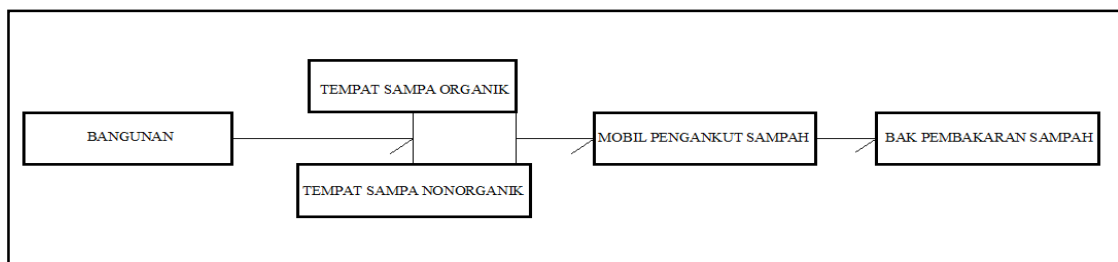 BANGUNAN
TEMPAT SAMPA ORGANIK
TEMPAT SAMPA NONORGANIK
MOBIL PENGANKUT SAMPAH
BAK PEMBAKARAN SAMPAH